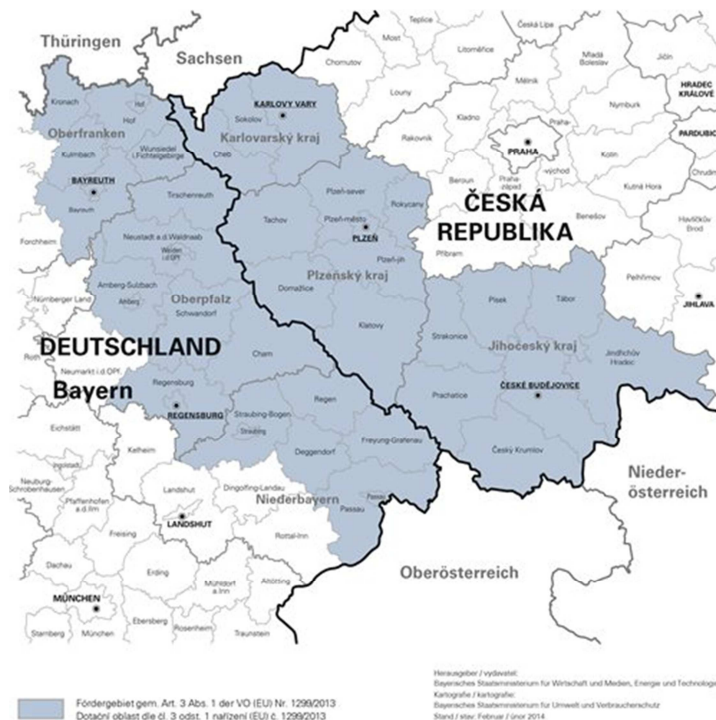 Thüringen
Sachsen
Teplice
Most
Česká Lípa
Litoměřice
Chomutov
Mladá
Boleslav
Jičín
Louny
Mělník
HRADEC
KRÁLOVÉ
Kronach
Hof
Hof
Oberfranken
KARLOVY VARY
Sokolov
Karlovarský kraj
Cheb
Rakovník
Kladno
Praha-
Nymburk
PARDUBIC
Kulmbach
Wunsiedel
i.Fichtelgebirge
PRAHA
Kolín
Chrudim
BAYREUTH
Bayreuth
Tirschenreuth
Plzeň-sever
Rokycany
Beroun
Praha-
západ
-východ
Kutná Hora
Tachov
Plzeň-město
PLZEŇ
ČESKÁ
REPUBLIKA
Benešov
Havlíčkův
Brod
Forchheim
Neustadt a.d.Waldnaab
Weiden
i.d.OPf.
Plzeň-jih
Příbram
Plzeňský kraj
Pelhřimov
Nürnberger Land
Amberg-Sulzbach
Amberg
Oberpfalz
Schwandorf
Domažlice
Klatovy
Písek
Tábor
JIHLAVA
Roth
DEUTSCHLAND
Neumarkt i.d.OPf.
Cham
Strakonice
Jihočeský kraj
Jindřichův
Hradec
Bayern
Regensburg
REGENSBURG
Regen
Prachatice
ČESKÉ BUDĚJOVICE
Straubing-Bogen
Straubing
Eichstätt
Kelheim
Deggendorf
Freyung-Grafenau
Český Krumlov
Ingolstadt
Neuburg-
Schrobenhausen
Landshut
Dingolfing-Landau
Niederbayern
Passau
Passau
Nieder-
österreich
Pfaffenhofen
a.d.Ilm
LANDSHUT
Freising
Rottal-Inn
Dachau
Erding
Mühldorf
a.Inn
Altötting
Oberösterreich
MÜNCHEN
Starnberg
München
Ebersberg
Rosenheim
Traunstein
Herausgeber / vydavatel:
Bayerisches Staatsministerium für Wirtschaft und Medien, Energie und Technologie
Kartografie / kartografie:
Bayerisches Staatsministerium für Umwelt und Verbraucherschutz
Stand / stav: Februar / únor 2014
Fördergebiet gem. Art. 3 Abs. 1 der VO (EU) Nr. 1299/2013
Dotační oblast dle čl. 3 odst. 1 nařízení (EU) č. 1299/2013